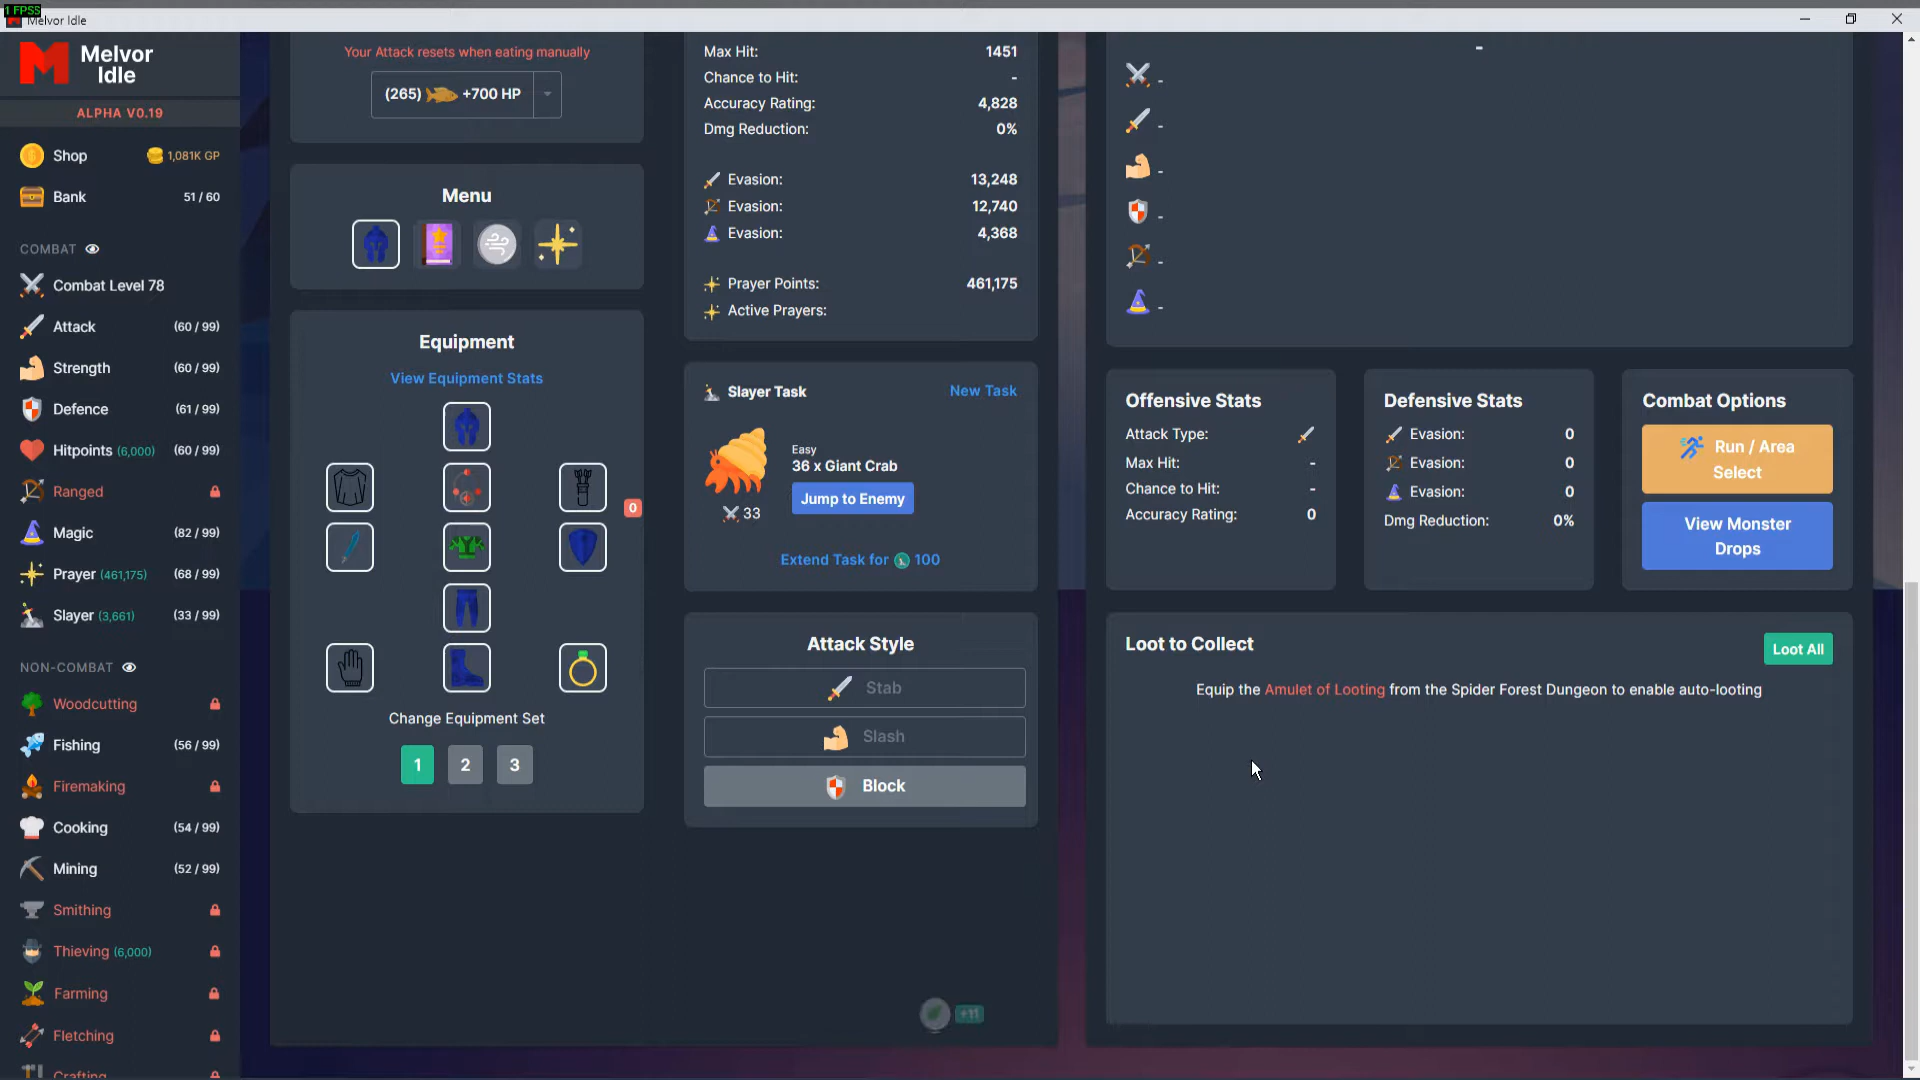 1 FPSS
Melvor Idle
Melvor
Idle
ALPHA V0.19
Shop 1,081K GP
Bank 51 / 60
COMBAT
Combat Level 78
Attack (60 / 99)
Strength (60 / 99)
Defence (61 / 99)
Hitpoints (6,000) (60 / 99)
Ranged
Magic (82 / 99)
Prayer (461,175) (68 / 99)
Slayer (3,661) (33 / 99)
NON-COMBAT
Woodcutting
Fishing (56 / 99)
Firemaking
Cooking (54 / 99)
Mining (52 / 99)
Smithing
Thieving (6,000)
Farming
Fletching
Crafting
Your Attack resets when eating manually
(265) +700 HP
Menu
Equipment
View Equipment Stats
0
Change Equipment Set
1 2 3
Max Hit: 1451
Chance to Hit: -
Accuracy Rating: 4,828
Dmg Reduction: 0%
Evasion: 13,248
Evasion: 12,740
Evasion: 4,368
Prayer Points: 461,175
Active Prayers:
Slayer Task New Task
Easy
36 x Giant Crab
Jump to Enemy
33
Extend Task for 100
Attack Style
Stab
Slash
Block
+11
-
-
-
-
-
-
-
Offensive Stats
Attack Type:
Max Hit: -
Chance to Hit: -
Accuracy Rating: 0
Defensive Stats
Evasion: 0
Evasion: 0
Evasion: 0
Dmg Reduction: 0%
Combat Options
Run / Area
Select
View Monster
Drops
Loot to Collect
Loot All
Equip the Amulet of Looting from the Spider Forest Dungeon to enable auto-looting